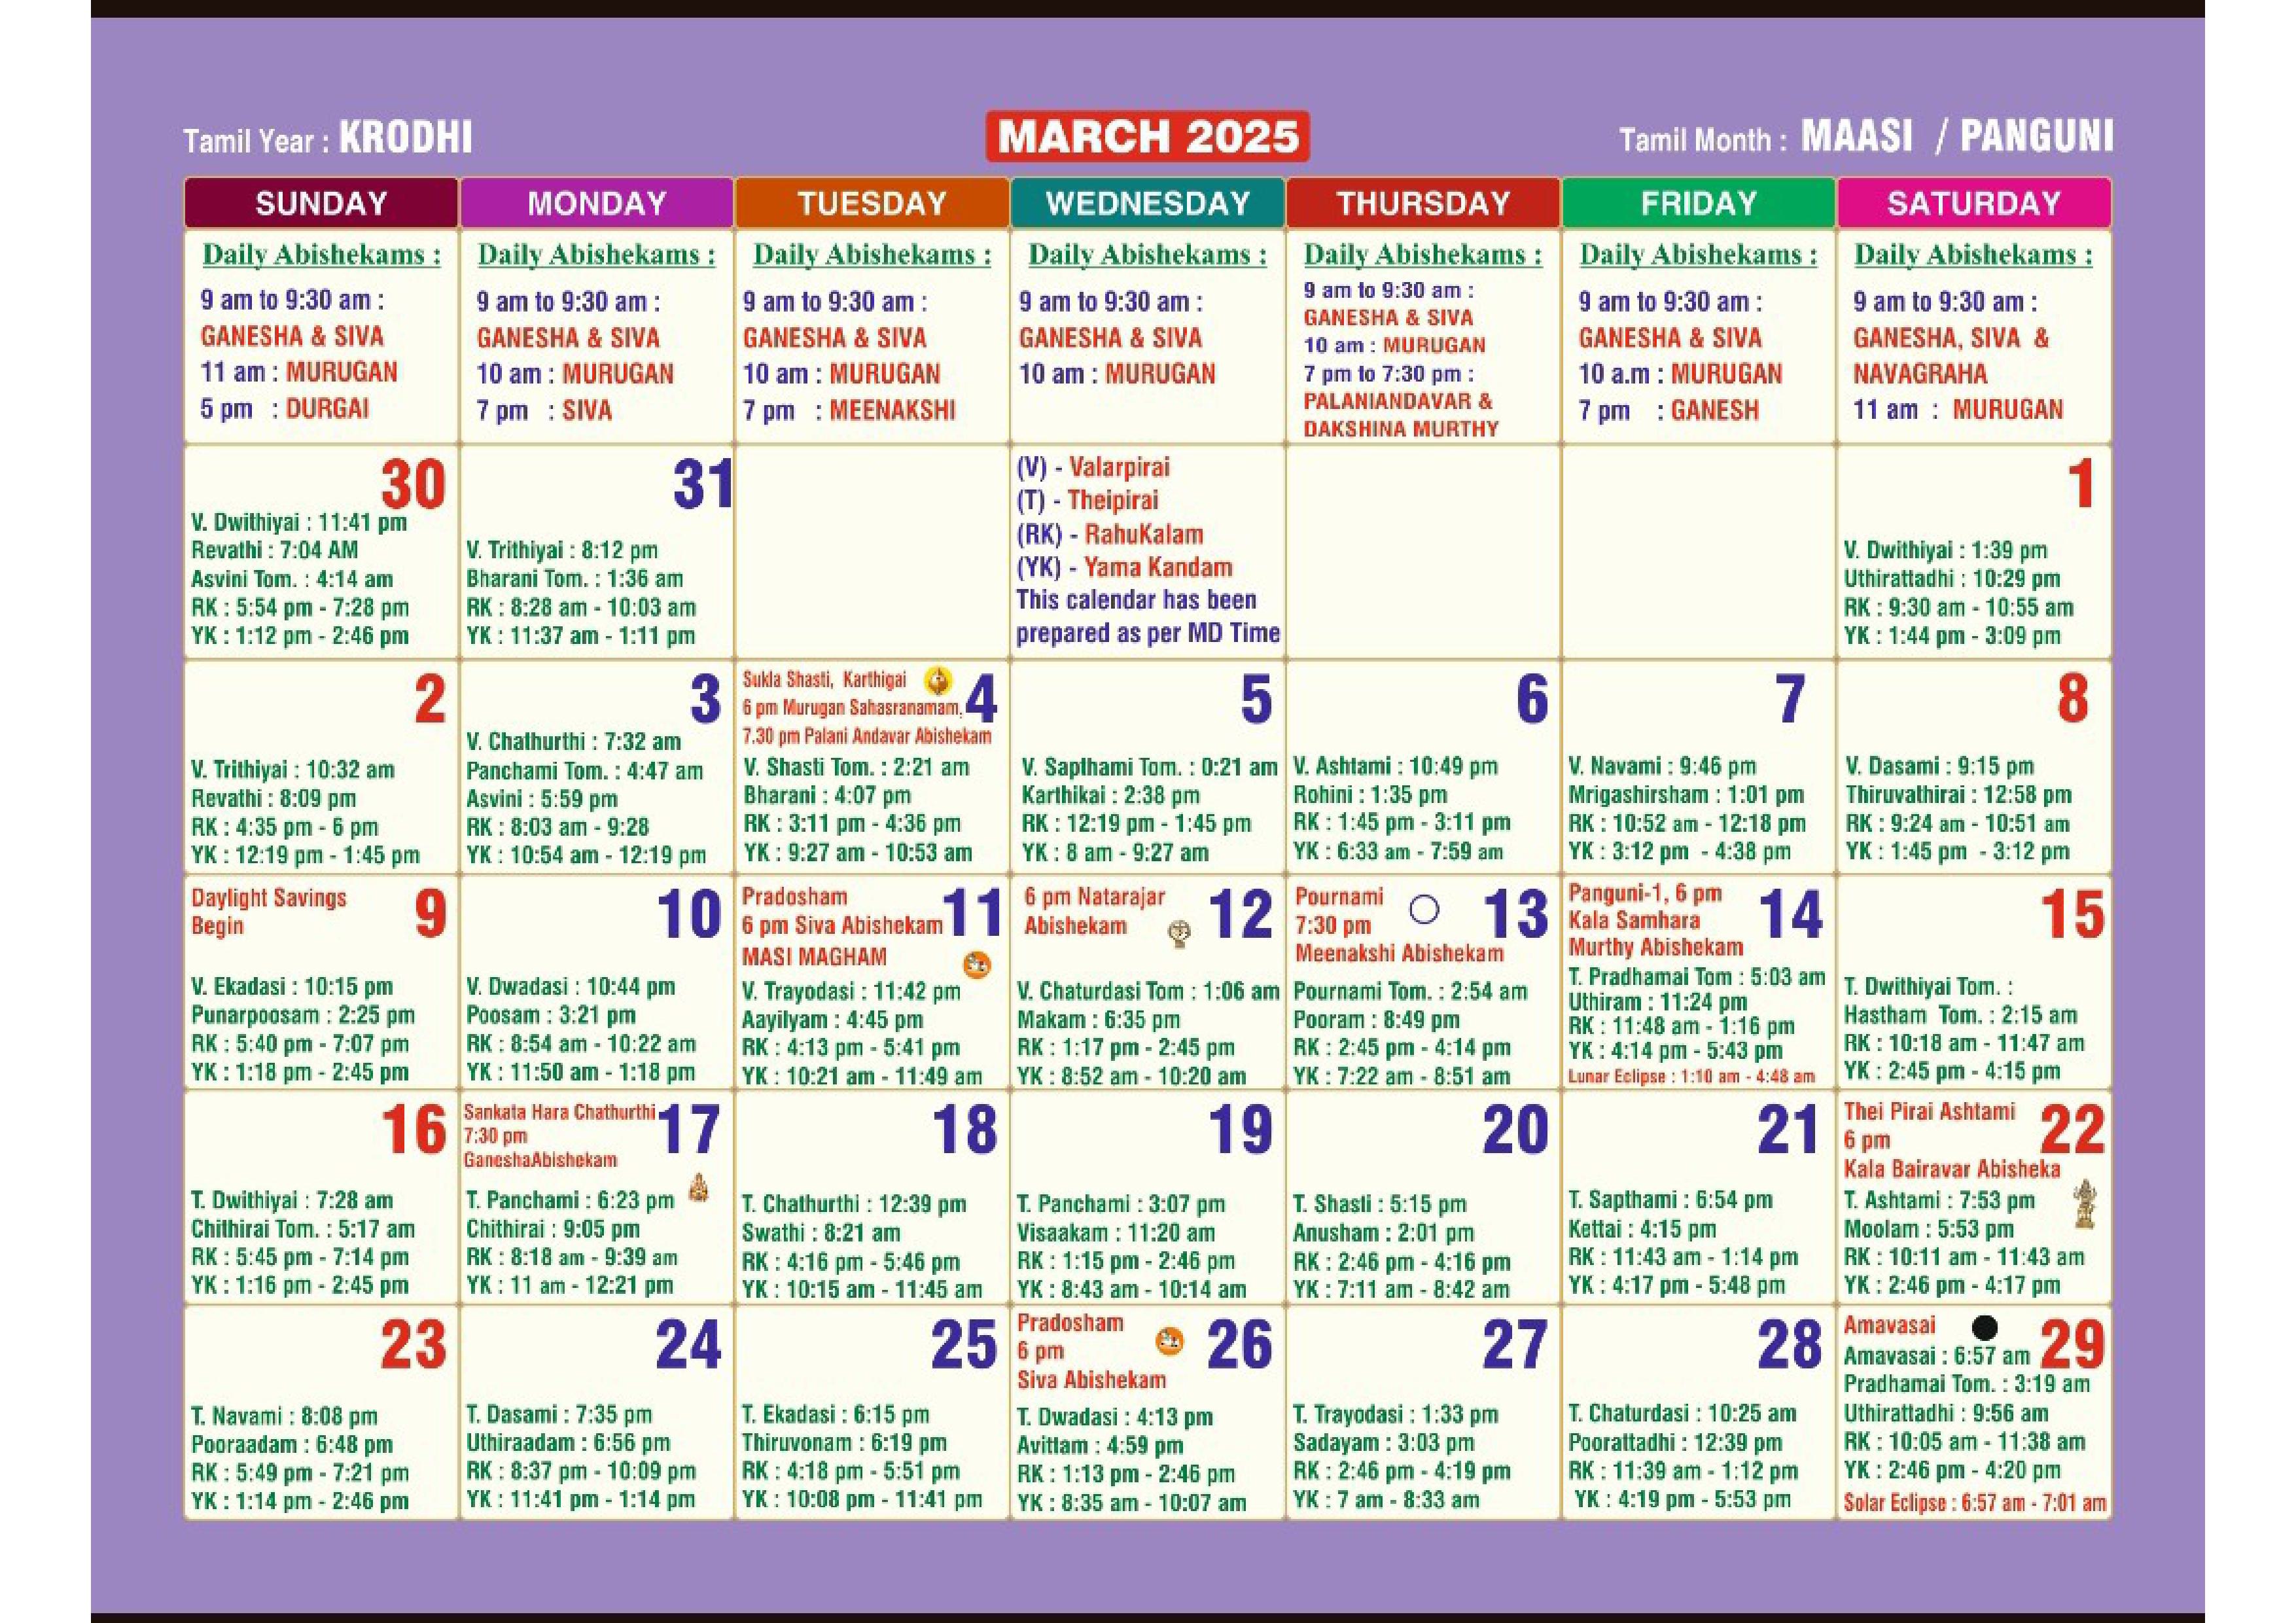 Tamil Year : KRODHI
MARCH 2025
Tamil Month : MAASI / PANGUNI
SUNDAY
MONDAY
TUESDAY
WEDNESDAY
THURSDAY
FRIDAY
SATURDAY
Daily Abishekams :
9 am to 9:30 am :
GANESHA & SIVA
11 am : MURUGAN
5 pm : DURGAI
Daily Abishekams :
9 am to 9:30 am :
GANESHA & SIVA
10 am : MURUGAN
7 pm : SIVA
Daily Abishekams :
9 am to 9:30 am :
GANESHA & SIVA
10 am : MURUGAN
7 pm : MEENAKSHI
Daily Abishekams :
9 am to 9:30 am :
GANESHA & SIVA
10 am : MURUGAN
Daily Abishekams :
9 am to 9:30 am :
GANESHA & SIVA
10 am : MURUGAN
7 pm to 7:30 pm :
PALANIANDAVAR &
DAKSHINA MURTHY
Daily Abishekams :
9 am to 9:30 am :
GANESHA & SIVA
10 a.m : MURUGAN
7 pm : GANESH
Daily Abishekams :
9 am to 9:30 am :
GANESHA, SIVA &
NAVAGRAHA
11 am : MURUGAN
30
V. Dwithiyai : 11:41 pm
Revathi : 7:04 AM
Asvini Tom. : 4:14 am
RK : 5:54 pm - 7:28 pm
YK : 1:12 pm - 2:46 pm
31
V. Trithiyai : 8:12 pm
Bharani Tom. : 1:36 am
RK : 8:28 am - 10:03 am
YK : 11:37 am - 1:11 pm
(V) - Valarpirai
(T) - Theipirai
(RK) - RahuKalam
(YK) - Yama Kandam
This calendar has been
prepared as per MD Time
1
V. Dwithiyai : 1:39 pm
Uthirattadhi : 10:29 pm
RK : 9:30 am - 10:55 am
YK : 1:44 pm - 3:09 pm
2
V. Trithiyai : 10:32 am
Revathi : 8:09 pm
RK : 4:35 pm - 6 pm
YK : 12:19 pm - 1:45 pm
3
V. Chathurthi : 7:32 am
Panchami Tom. : 4:47 am
Asvini : 5:59 pm
RK : 8:03 am - 9:28
YK : 10:54 am - 12:19 pm
Sukla Shasti, Karthigai
6 pm Murugan Sahasranamam,
4
7.30 pm Palani Andavar Abishekam
V. Shasti Tom. : 2:21 am
Bharani : 4:07 pm
RK : 3:11 pm - 4:36 pm
YK : 9:27 am - 10:53 am
5
V. Sapthami Tom. : 0:21 am
Karthikai : 2:38 pm
RK : 12:19 pm - 1:45 pm
YK : 8 am - 9:27 am
6
V. Ashtami : 10:49 pm
Rohini : 1:35 pm
RK : 1:45 pm - 3:11 pm
YK : 6:33 am - 7:59 am
7
V. Navami : 9:46 pm
Mrigashirsham : 1:01 pm
RK : 10:52 am - 12:18 pm
YK : 3:12 pm - 4:38 pm
8
V. Dasami : 9:15 pm
Thiruvathirai : 12:58 pm
RK : 9:24 am - 10:51 am
YK : 1:45 pm - 3:12 pm
Daylight Savings
Begin
9
V. Ekadasi : 10:15 pm
Punarpoosam : 2:25 pm
RK : 5:40 pm - 7:07 pm
YK : 1:18 pm - 2:45 pm
10
V. Dwadasi : 10:44 pm
Poosam : 3:21 pm
RK : 8:54 am - 10:22 am
YK : 11:50 am - 1:18 pm
Pradosham
6 pm Siva Abishekam
11
MASI MAGHAM
V. Trayodasi : 11:42 pm
Aayilyam : 4:45 pm
RK : 4:13 pm - 5:41 pm
YK : 10:21 am - 11:49 am
6 pm Natarajar
Abishekam
12
V. Chaturdasi Tom : 1:06 am
Makam : 6:35 pm
RK : 1:17 pm - 2:45 pm
YK : 8:52 am - 10:20 am
Pournami
7:30 pm
13
Meenakshi Abishekam
Pournami Tom. : 2:54 am
Pooram : 8:49 pm
RK : 2:45 pm - 4:14 pm
YK : 7:22 am - 8:51 am
Panguni-1, 6 pm
Kala Samhara
14
Murthy Abishekam
T. Pradhamai Tom : 5:03 am
Uthiram : 11:24 pm
RK : 11:48 am - 1:16 pm
YK : 4:14 pm - 5:43 pm
Lunar Eclipse : 1:10 am - 4:48 am
15
T. Dwithiyai Tom. :
Hastham Tom. : 2:15 am
RK : 10:18 am - 11:47 am
YK : 2:45 pm - 4:15 pm
16
T. Dwithiyai : 7:28 am
Chithirai Tom. : 5:17 am
RK : 5:45 pm - 7:14 pm
YK : 1:16 pm - 2:45 pm
Sankata Hara Chathurthi
7:30 pm
17
GaneshaAbishekam
T. Panchami : 6:23 pm
Chithirai : 9:05 pm
RK : 8:18 am - 9:39 am
YK : 11 am - 12:21 pm
18
T. Chathurthi : 12:39 pm
Swathi : 8:21 am
RK : 4:16 pm - 5:46 pm
YK : 10:15 am - 11:45 am
19
T. Panchami : 3:07 pm
Visaakam : 11:20 am
RK : 1:15 pm - 2:46 pm
YK : 8:43 am - 10:14 am
20
T. Shasli : 5:15 pm
Anusham : 2:01 pm
RK : 2:46 pm - 4:16 pm
YK : 7:11 am - 8:42 am
21
T. Sapthami : 6:54 pm
Kettai : 4:15 pm
RK : 11:43 am - 1:14 pm
YK : 4:17 pm - 5:48 pm
Thei Pirai Ashtami
6 pm
22
Kala Bairavar Abisheka
T. Ashtami : 7:53 pm
Moolam : 5:53 pm
RK : 10:11 am - 11:43 am
YK : 2:46 pm - 4:17 pm
23
T. Navami : 8:08 pm
Pooraadam : 6:48 pm
RK : 5:49 pm - 7:21 pm
YK : 1:14 pm - 2:46 pm
24
T. Dasami : 7:35 pm
Uthiraadam : 6:56 pm
RK : 8:37 pm - 10:09 pm
YK : 11:41 pm - 1:14 pm
25
T. Ekadasi : 6:15 pm
Thiruvonam : 6:19 pm
RK : 4:18 pm - 5:51 pm
YK : 10:08 pm - 11:41 pm
Pradosham
6 pm
26
Siva Abishekam
T. Dwadasi : 4:13 pm
Avittam : 4:59 pm
RK : 1:13 pm - 2:46 pm
YK : 8:35 am - 10:07 am
27
T. Trayodasi : 1:33 pm
Sadayam : 3:03 pm
RK : 2:46 pm - 4:19 pm
YK : 7 am - 8:33 am
28
T. Chaturdasi : 10:25 am
Poorattadhi : 12:39 pm
RK : 11:39 am - 1:12 pm
YK : 4:19 pm - 5:53 pm
Amavasai
29
Amavasai : 6:57 am
Pradhamai Tom. : 3:19 am
Uthirattadhi : 9:56 am
RK : 10:05 am - 11:38 am
YK : 2:46 pm - 4:20 pm
Solar Eclipse : 6:57 am - 7:01 am